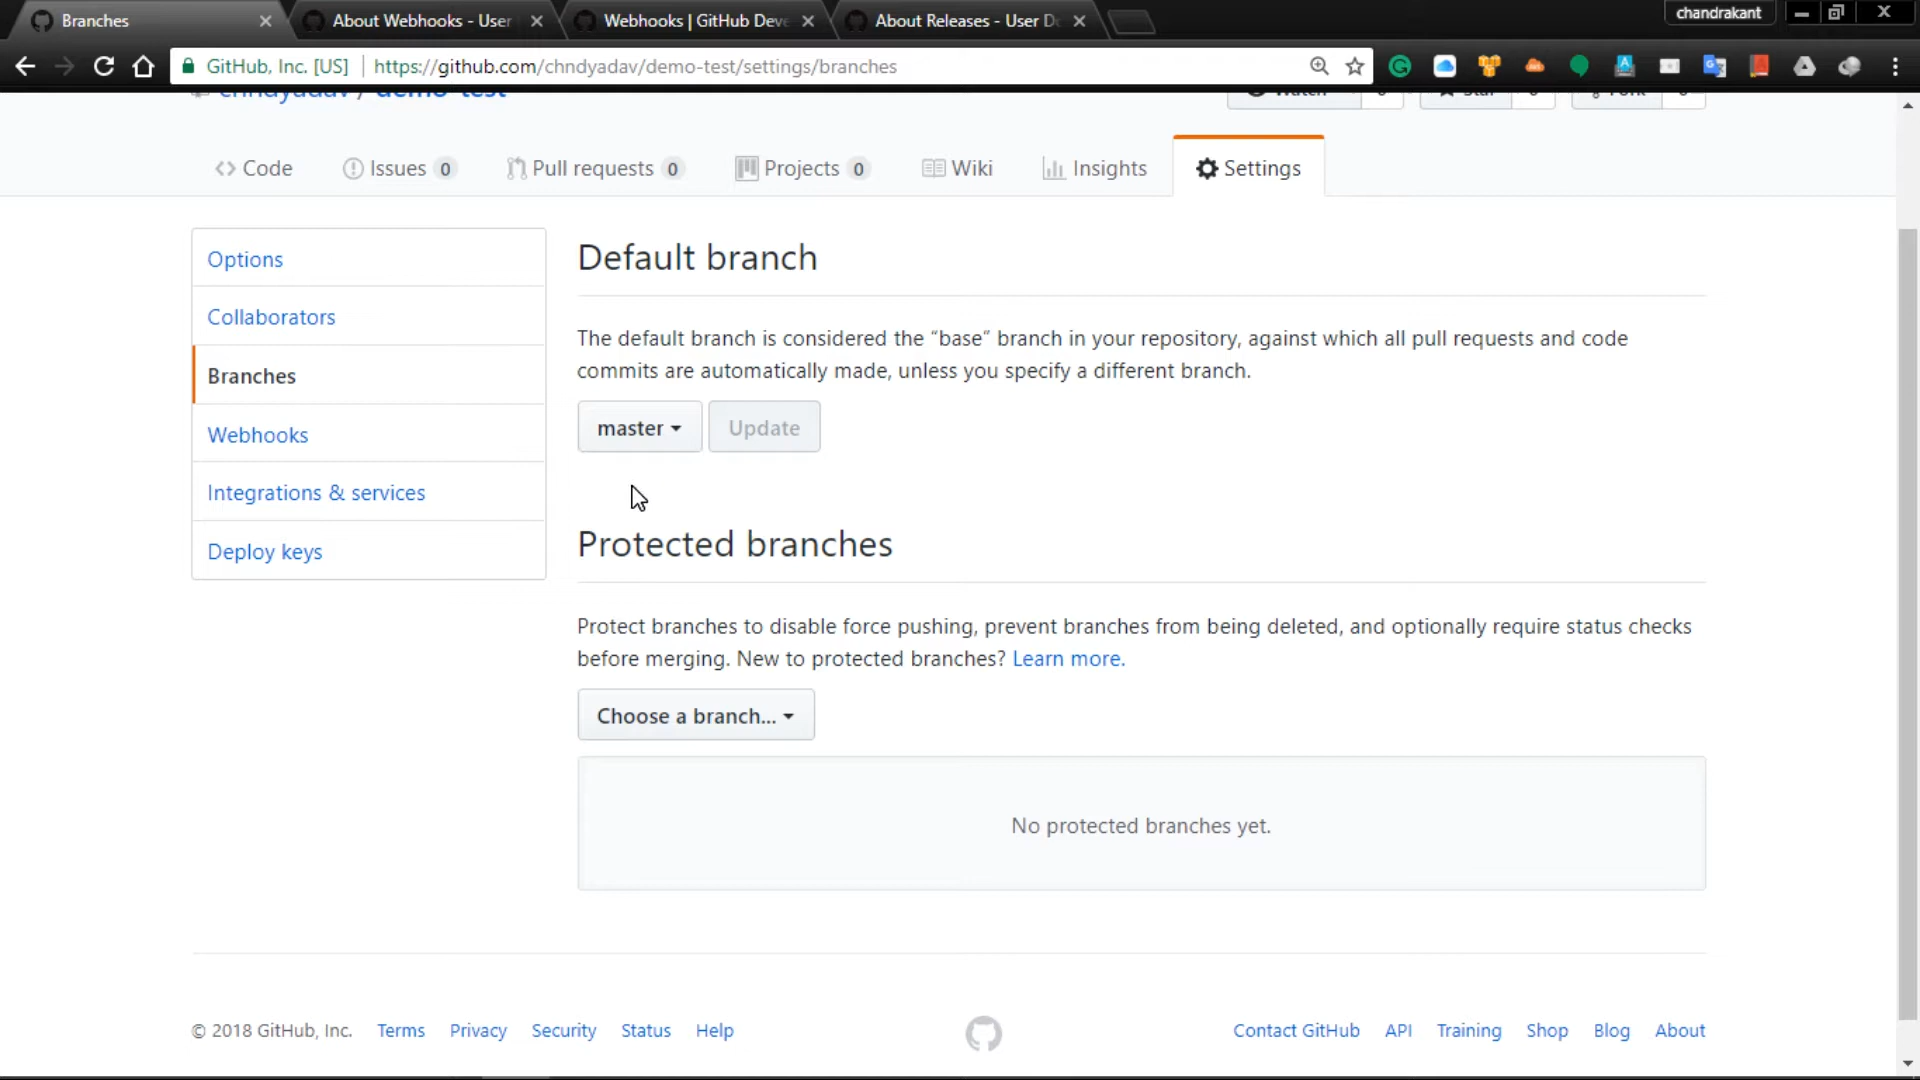 Branches
About Webhooks - User
Webhooks | GitHub Deve
About Releases - User D
chandrakant
GitHub, Inc. [US]
https://github.com/chndyadav/demo-test/settings/branches
chndyadav / demo-test
Watch
Star
Fork
Code
Issues 0
Pull requests 0
Projects 0
Wiki
Insights
Settings
Options
Collaborators
Branches
Webhooks
Integrations & services
Deploy keys
Default branch
The default branch is considered the “base” branch in your repository, against which all pull requests and code
commits are automatically made, unless you specify a different branch.
master
Update
Protected branches
Protect branches to disable force pushing, prevent branches from being deleted, and optionally require status checks
before merging. New to protected branches? Learn more.
Choose a branch...
No protected branches yet.
© 2018 GitHub, Inc.
Terms
Privacy
Security
Status
Help
Contact GitHub
API
Training
Shop
Blog
About